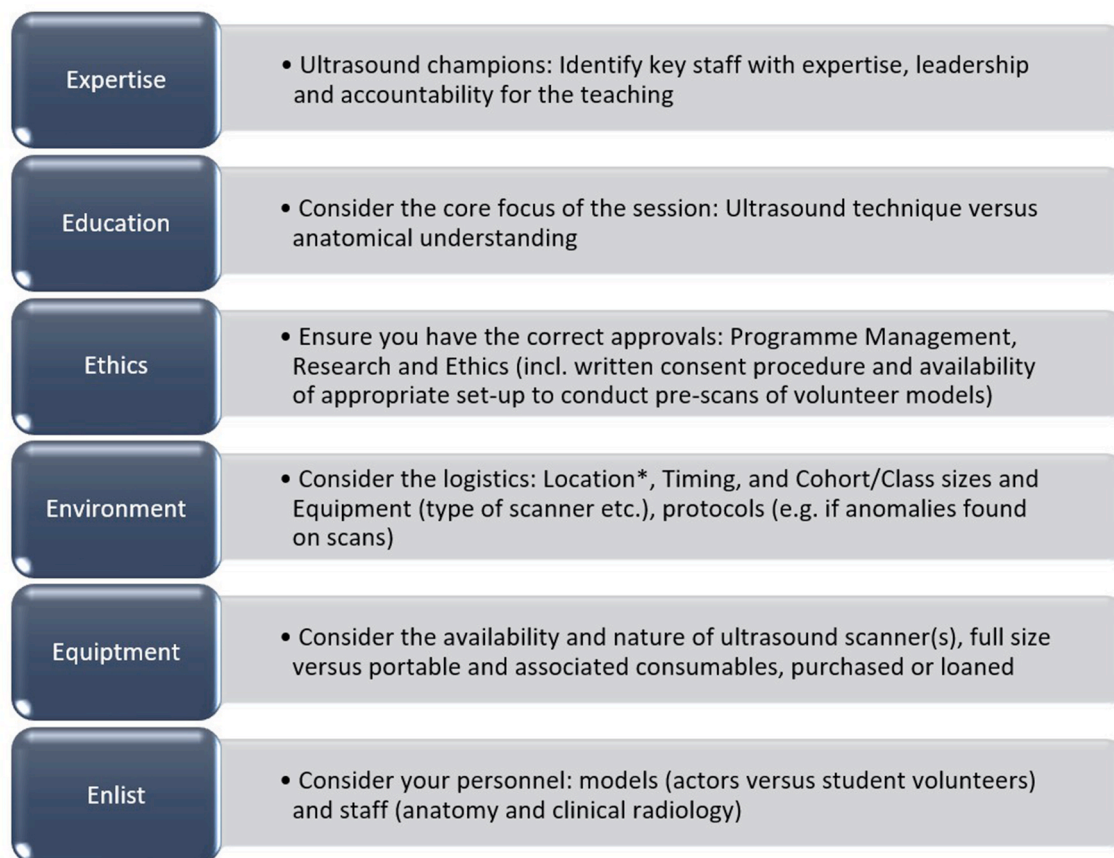 Expertise
• Ultrasound champions: Identify key staff with expertise, leadership
and accountability for the teaching
Education
• Consider the core focus of the session: Ultrasound technique versus
anatomical understanding
Ethics
• Ensure you have the correct approvals: Programme Management,
Research and Ethics (incl. written consent procedure and availability
of appropriate set-up to conduct pre-scans of volunteer models)
Environment
• Consider the logistics: Location*, Timing, and Cohort/Class sizes and
Equipment (type of scanner etc.), protocols (e.g. if anomalies found
on scans)
Equiptment
• Consider the availability and nature of ultrasound scanner(s), full size
versus portable and associated consumables, purchased or loaned
Enlist
• Consider your personnel: models (actors versus student volunteers)
and staff (anatomy and clinical radiology)